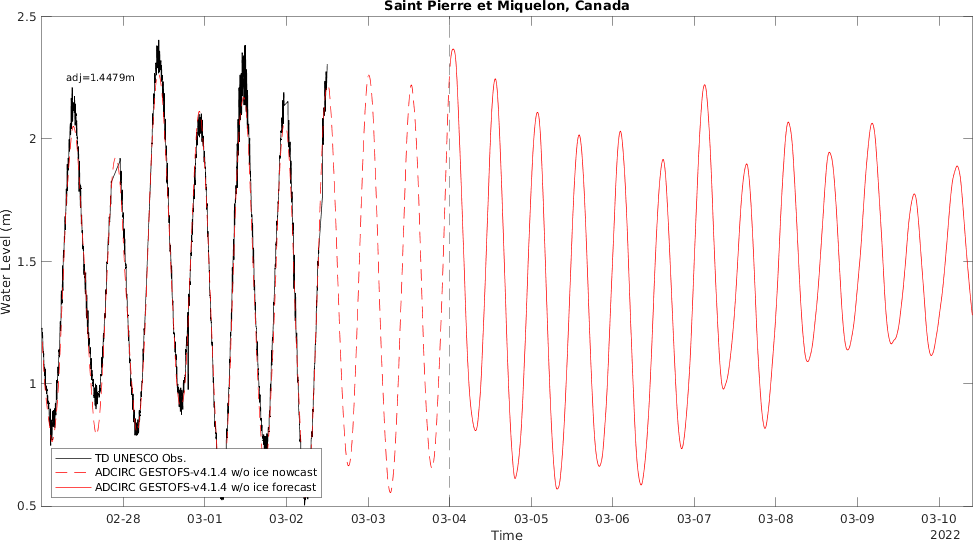 Saint Pierre et Miquelon, Canada
2.5
adj=1.4479m
2
1.5
1
0.5
Water Level (m)
TD UNESCO Obs.
ADCIRC GESTOFS-v4.1.4 w/o ice nowcast
ADCIRC GESTOFS-v4.1.4 w/o ice forecast
02-28 03-01 03-02 03-03 03-04 03-05 03-06 03-07 03-08 03-09 03-10
Time
2022